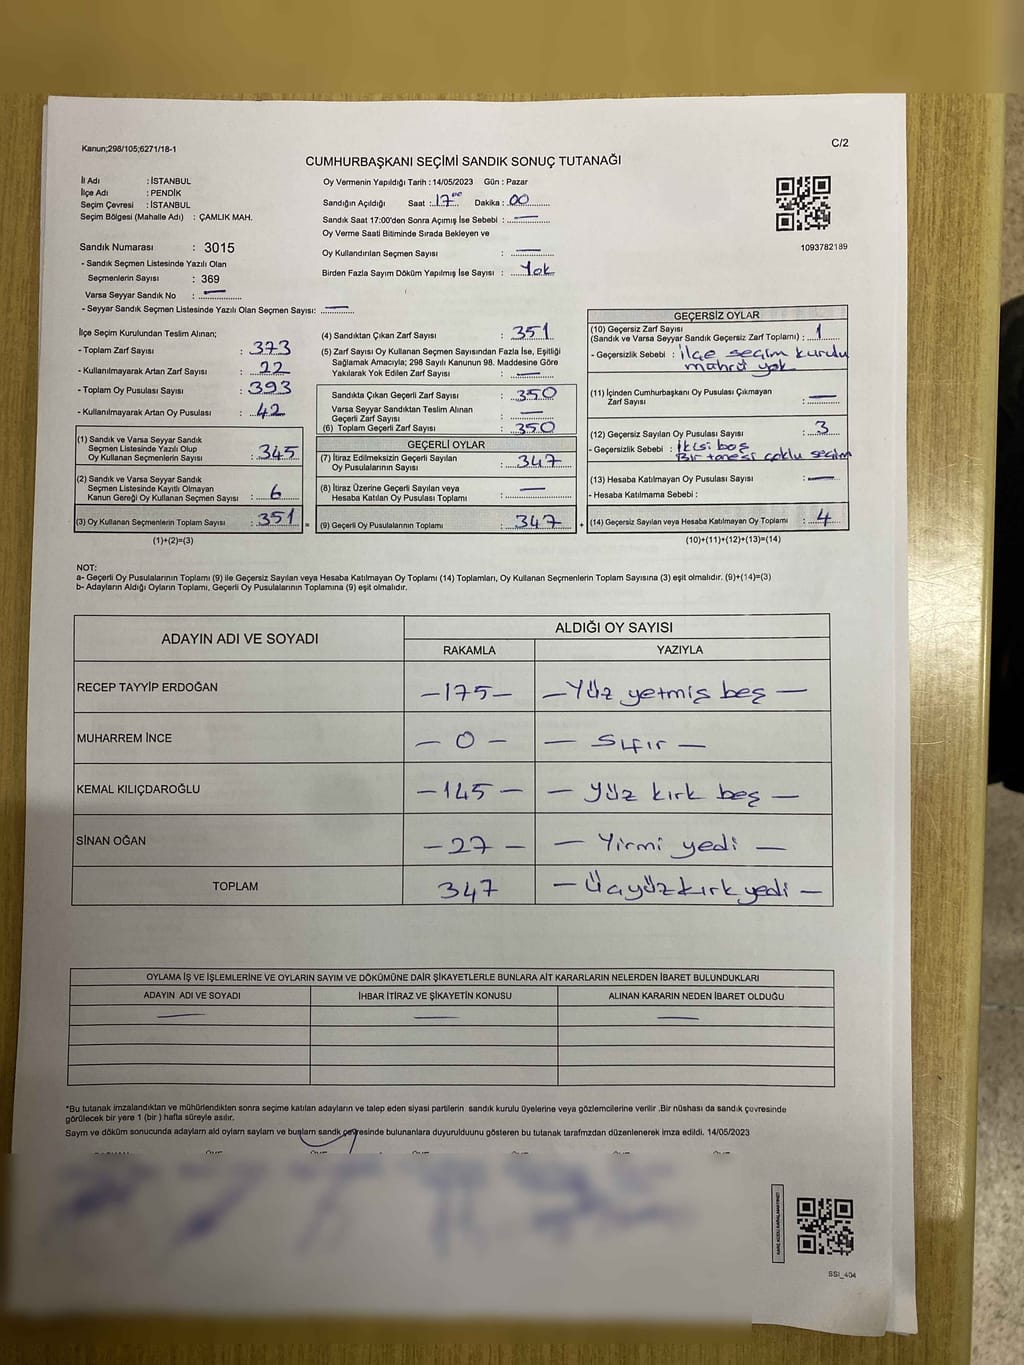 Kanun;298/105;6271/18-1
C/2
CUMHURBAŞKANI SEÇİMİ SANDIK SONUÇ TUTANAĞI
İl Adı : İSTANBUL
İlçe Adı : PENDİK
Seçim Çevresi : İSTANBUL
Seçim Bölgesi (Mahalle Adı) : ÇAMLIK MAH.
Sandık Numarası : 3015
- Sandık Seçmen Listesinde Yazılı Olan
Seçmenlerin Sayısı : 369
Varsa Seyyar Sandık No : —
- Seyyar Sandık Seçmen Listesinde Yazılı Olan Seçmen Sayısı: —
Oy Vermenin Yapıldığı Tarih : 14/05/2023 Gün : Pazar
Sandığın Açıldığı Saat : 17⁰⁰ Dakika : 00
Sandık Saat 17:00'den Sonra Açımış İse Sebebi : —
Oy Verme Saati Bitiminde Sırada Bekleyen ve
Oy Kullandırılan Seçmen Sayısı : —
Birden Fazla Sayım Döküm Yapılmış İse Sayısı : Yok
1093782189
İlçe Seçim Kurulundan Teslim Alınan;
- Toplam Zarf Sayısı : 373
- Kullanılmayarak Artan Zarf Sayısı : 22
- Toplam Oy Pusulası Sayısı : 393
- Kullanılmayarak Artan Oy Pusulası : 42
(1) Sandık ve Varsa Seyyar Sandık
Seçmen Listesinde Yazılı Olup
Oy Kullanan Seçmenlerin Sayısı : 345
(2) Sandık ve Varsa Seyyar Sandık
Seçmen Listesinde Kayıtlı Olmayan
Kanun Gereği Oy Kullanan Seçmen Sayısı : 6
(3) Oy Kullanan Seçmenlerin Toplam Sayısı : 351 =
(1)+(2)=(3)
(4) Sandıktan Çıkan Zarf Sayısı : 351
(5) Zarf Sayısı Oy Kullanan Seçmen Sayısından Fazla İse, Eşitliği
Sağlamak Amacıyla; 298 Sayılı Kanunun 98. Maddesine Göre
Yakılarak Yok Edilen Zarf Sayısı : —
Sandıkta Çıkan Geçerli Zarf Sayısı : 350
Varsa Seyyar Sandıktan Teslim Alınan
Geçerli Zarf Sayısı : —
(6) Toplam Geçerli Zarf Sayısı : 350
GEÇERLİ OYLAR
(7) İtiraz Edilmeksizin Geçerli Sayılan
Oy Pusulalarının Sayısı : 347
(8) İtiraz Üzerine Geçerli Sayılan veya
Hesaba Katılan Oy Pusulası Toplamı : —
(9) Geçerli Oy Pusulalarının Toplamı : 347 +
GEÇERSİZ OYLAR
(10) Geçersiz Zarf Sayısı
(Sandık ve Varsa Seyyar Sandık Geçersiz Zarf Toplamı) : 1
- Geçersizlik Sebebi : ilçe seçim kurulu
mahrü yok
(11) İçinden Cumhurbaşkanı Oy Pusulası Çıkmayan
Zarf Sayısı : —
(12) Geçersiz Sayılan Oy Pusulası Sayısı : 3
- Geçersizlik Sebebi : ikisi boş
Bir tanesi çoklu seçim
(13) Hesaba Katılmayan Oy Pusulası Sayısı : —
- Hesaba Katılmama Sebebi :
(14) Geçersiz Sayılan veya Hesaba Katılmayan Oy Toplamı : 4
(10)+(11)+(12)+(13)=(14)
NOT:
a- Geçerli Oy Pusulalarının Toplamı (9) ile Geçersiz Sayılan veya Hesaba Katılmayan Oy Toplamı (14) Toplamları, Oy Kullanan Seçmenlerin Toplam Sayısına (3) eşit olmalıdır. (9)+(14)=(3)
b- Adayların Aldığı Oyların Toplamı, Geçerli Oy Pusulalarının Toplamına (9) eşit olmalıdır.
ADAYIN ADI VE SOYADI ALDIĞI OY SAYISI
RAKAMLA YAZIYLA
RECEP TAYYİP ERDOĞAN —175— —Yüz yetmiş beş—
MUHARREM İNCE — 0 — — Sıfır —
KEMAL KILIÇDAROĞLU —145— — Yüz kırk beş —
SİNAN OĞAN —27— — Yirmi yedi —
TOPLAM 347 — Üçyüzkırkyedi —
OYLAMA İŞ VE İŞLEMLERİNE VE OYLARIN SAYIM VE DÖKÜMÜNE DAİR ŞİKAYETLERLE BUNLARA AİT KARARLARIN NELERDEN İBARET BULUNDUKLARI
ADAYIN ADI VE SOYADI İHBAR İTİRAZ VE ŞİKAYETİN KONUSU ALINAN KARARIN NEDEN İBARET OLDUĞU
— — —
*Bu tutanak imzalandıktan ve mühürlendikten sonra seçime katılan adayların ve talep eden siyasi partilerin sandık kurulu üyelerine veya gözlemcilerine verilir .Bir nüshası da sandık çevresinde
görülecek bir yere 1 (bir ) hafta süreyle asılır.
Sayım ve döküm sonucunda adayların ald oyların sayıları ve bunların sandık çevresinde bulunanlara duyurulduunu gösteren bu tutanak tarafmzdan düzenlenerek imza edildi. 14/05/2023
SSI_404